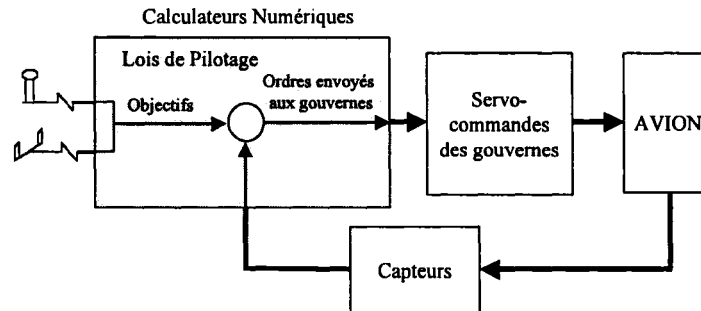 Calculateurs Numériques
Lois de Pilotage
Objectifs
Ordres envoyés
aux gouvernes
Servo-
commandes
des gouvernes
AVION
Capteurs